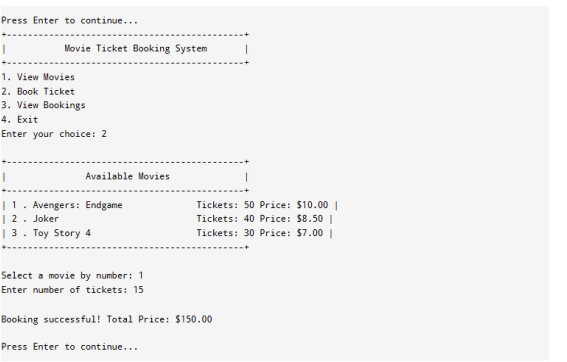 Press Enter to continue...
+---------------------------------------------+
|           Movie Ticket Booking System       |
+---------------------------------------------+
1. View Movies
2. Book Ticket
3. View Bookings
4. Exit
Enter your choice: 2
+---------------------------------------------+
|               Available Movies              |
+---------------------------------------------+
| 1 . Avengers: Endgame              Tickets: 50 Price: $10.00 |
| 2 . Joker                          Tickets: 40 Price: $8.50 |
| 3 . Toy Story 4                    Tickets: 30 Price: $7.00 |
+---------------------------------------------+
Select a movie by number: 1
Enter number of tickets: 15
Booking successful! Total Price: $150.00
Press Enter to continue...